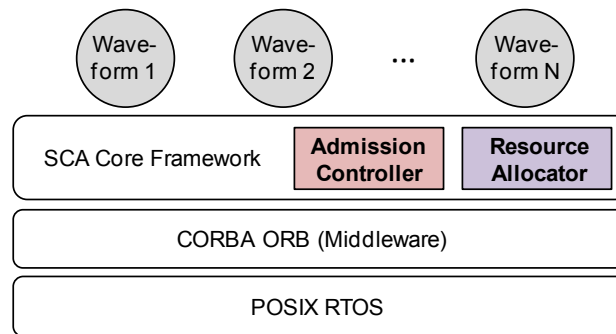 Wave-
form 1
Wave-
form 2
...
Wave-
form N
SCA Core Framework
Admission
Controller
Resource
Allocator
CORBA ORB (Middleware)
POSIX RTOS